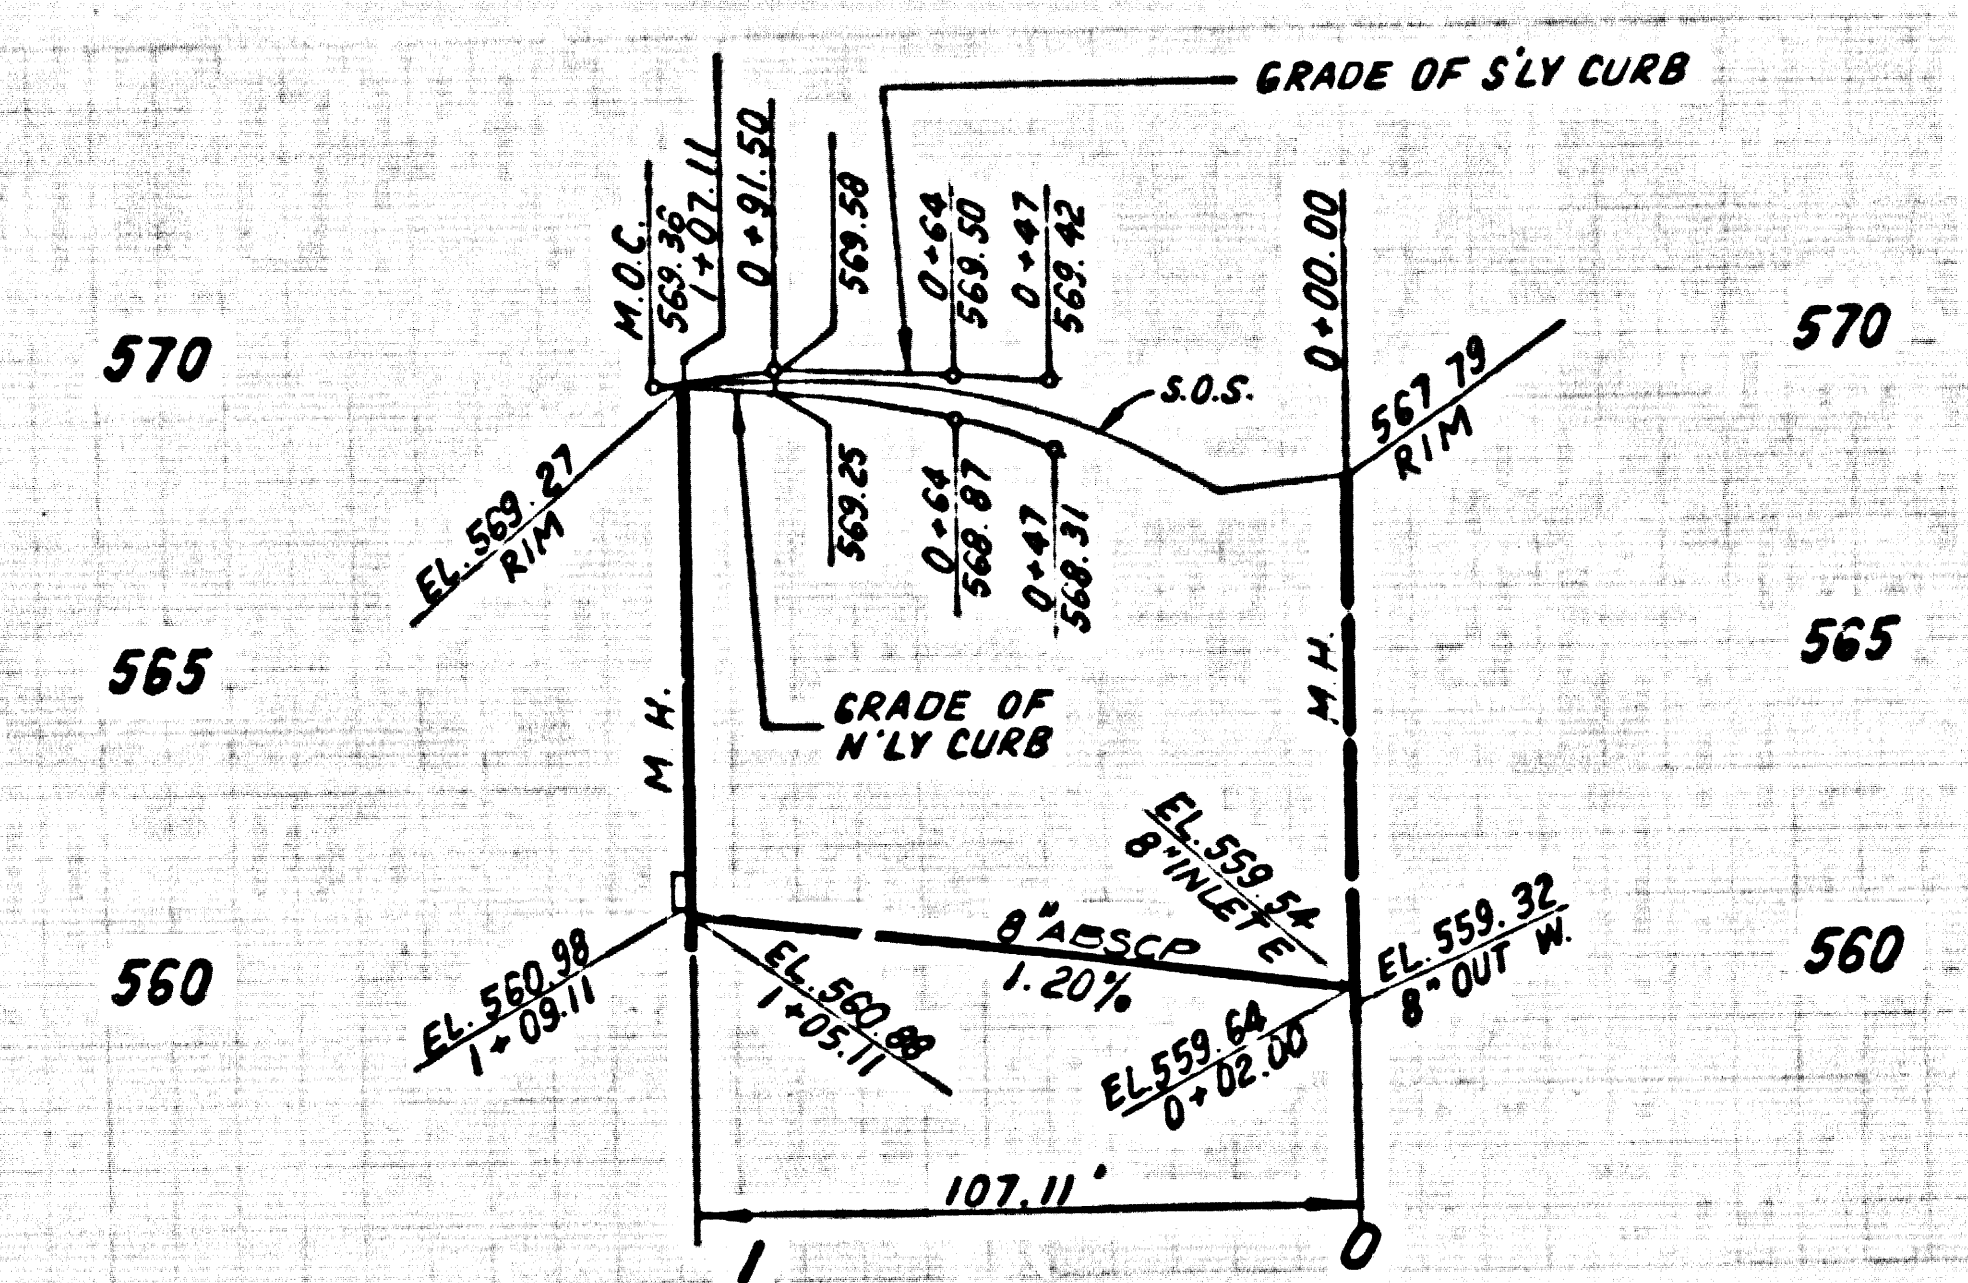 GRADE OF S'LY CURB
M.O.C.
569.36
1+07.11
0+91.50
569.58
0+64
569.50
0+47
569.42
0+00.00
570
570
S.O.S.
567 79
RIM
EL. 569.27
RIM
569.25
0+64
568.87
0+47
568.31
565
565
M H.
M.H.
GRADE OF
N'LY CURB
EL. 559 54
8"INLET E
8"ABSCP
1.20%
EL. 559.32
8" OUT W.
560
560
EL. 560.98
1+09.11
EL. 560.88
1+05.11
EL.559.64
0+02.00
107.11'
1
0